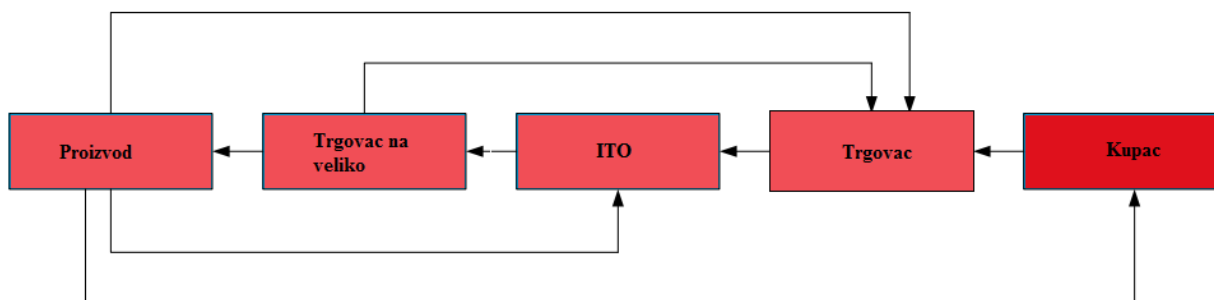 Proizvod
Trgovac na
veliko
ITO
Trgovac
Kupac